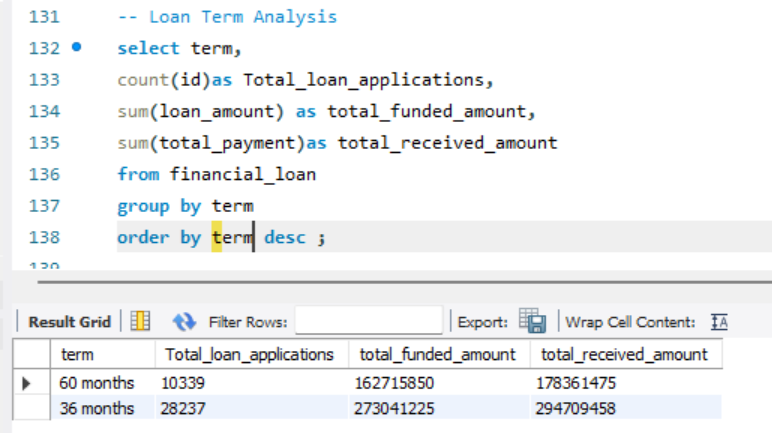 131 -- Loan Term Analysis
132 select term,
133 count(id)as Total_loan_applications,
134 sum(loan_amount) as total_funded_amount,
135 sum(total_payment)as total_received_amount
136 from financial_loan
137 group by term
138 order by term desc ;
139
Result Grid Filter Rows: Export: Wrap Cell Content: IA
term Total_loan_applications total_funded_amount total_received_amount
60 months 10339 162715850 178361475
36 months 28237 273041225 294709458